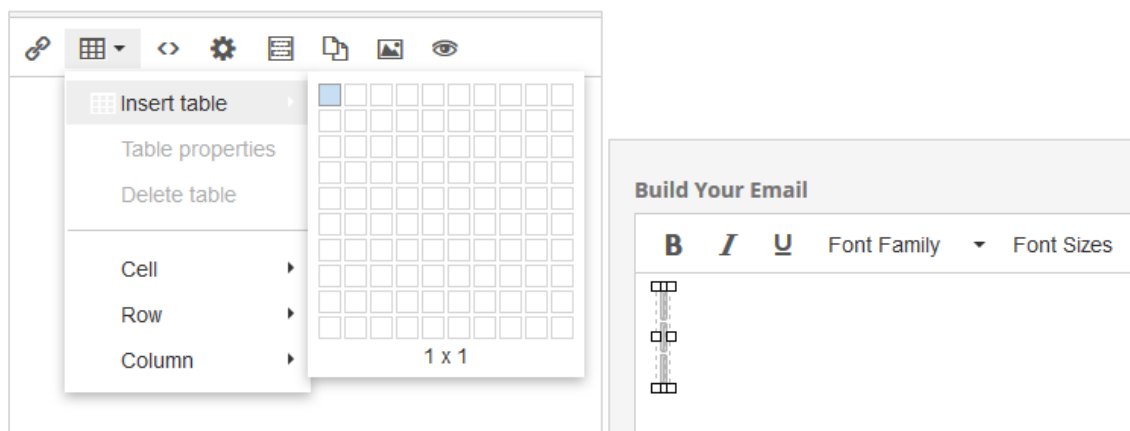 Insert table
Table properties
Delete table
Cell
Row
Column
1 x 1
Build Your Email
B I U Font Family Font Sizes